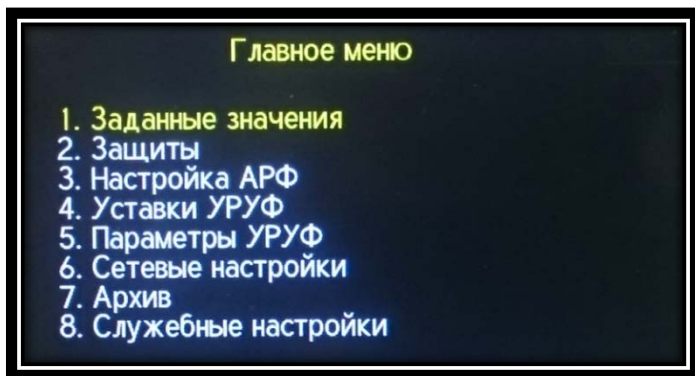 Главное меню
1. Заданные значения
2. Защиты
3. Настройка АРФ
4. Уставки УРУФ
5. Параметры УРУФ
6. Сетевые настройки
7. Архив
8. Служебные настройки